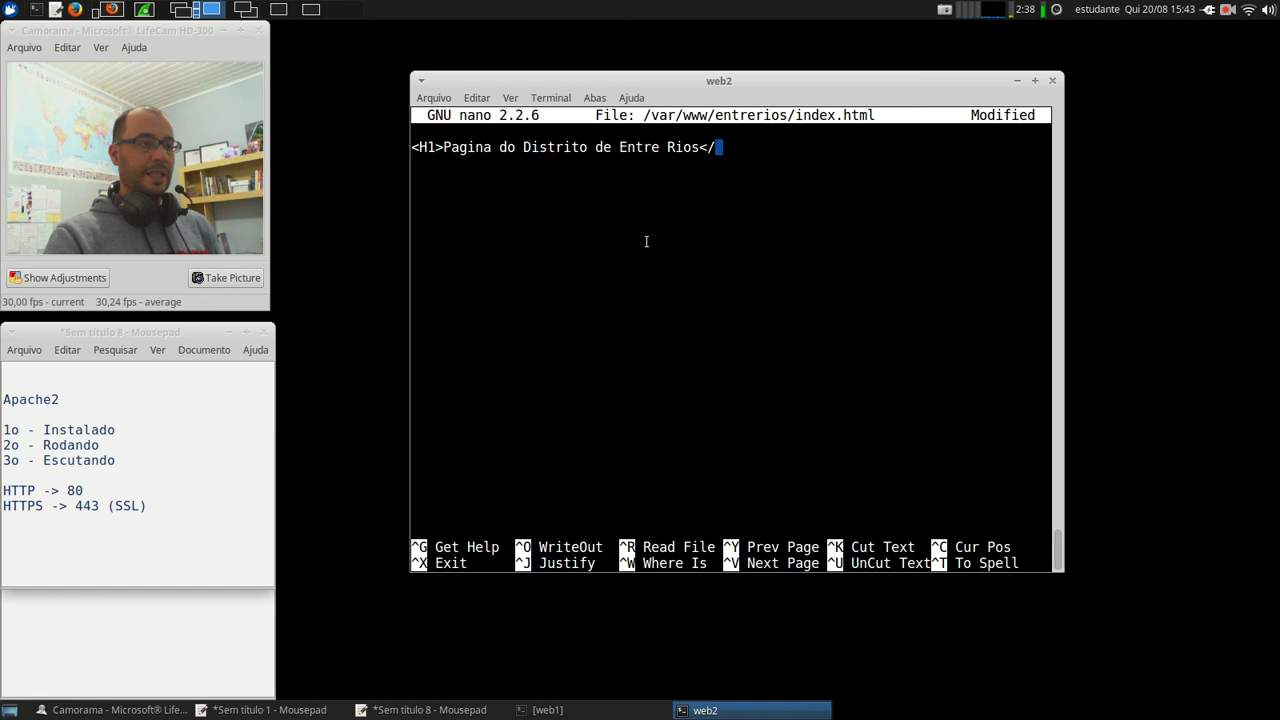 2:38
estudante Qui 20/08 15:43
Camorama - Microsoft® LifeCam HD-300
Arquivo Editar Ver Ajuda
Show Adjustments
Take Picture
30,00 fps - current 30,24 fps - average
*Sem título 8 - Mousepad
Arquivo Editar Pesquisar Ver Documento Ajuda
Apache2
1o - Instalado
2o - Rodando
3o - Escutando
HTTP -> 80
HTTPS -> 443 (SSL)
web2
Arquivo Editar Ver Terminal Abas Ajuda
GNU nano 2.2.6 File: /var/www/entrerios/index.html Modified
<H1>Pagina do Distrito de Entre Rios</
^G Get Help ^O WriteOut ^R Read File ^Y Prev Page ^K Cut Text ^C Cur Pos
^X Exit ^J Justify ^W Where Is ^V Next Page ^U UnCut Text ^T To Spell
Camorama - Microsoft® Life...
*Sem título 1 - Mousepad
*Sem título 8 - Mousepad
[web1]
web2